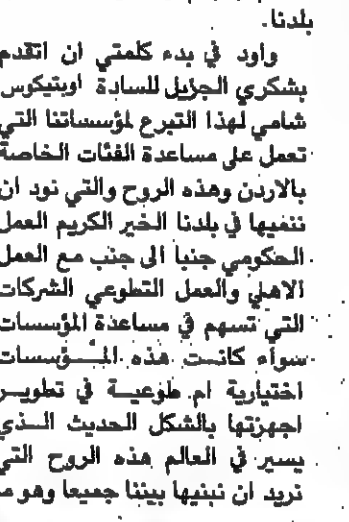 بلدنا.
واود في بدء كلمتي ان اتقدم
بشكري الجزيل للسادة اوبتيكوس
شامي لهذا التبرع لمؤسساتنا التي
تعمل على مساعدة الفئات الخاصة
بالاردن وهذه الروح والتي نود ان
ننميها في بلدنا الخير الكريم العمل
الحكومي جنبا الى جنب مع العمل
الاهلي والعمل التطوعي الشركات
التي تسهم في مساعدة المؤسسات
سواء كانت هذه المؤسسات
اختيارية ام طوعية في تطوير
اجهزتها بالشكل الحديث الذي
يسير في العالم هذه الروح التي
نريد ان نبنيها بيننا جميعا وهو